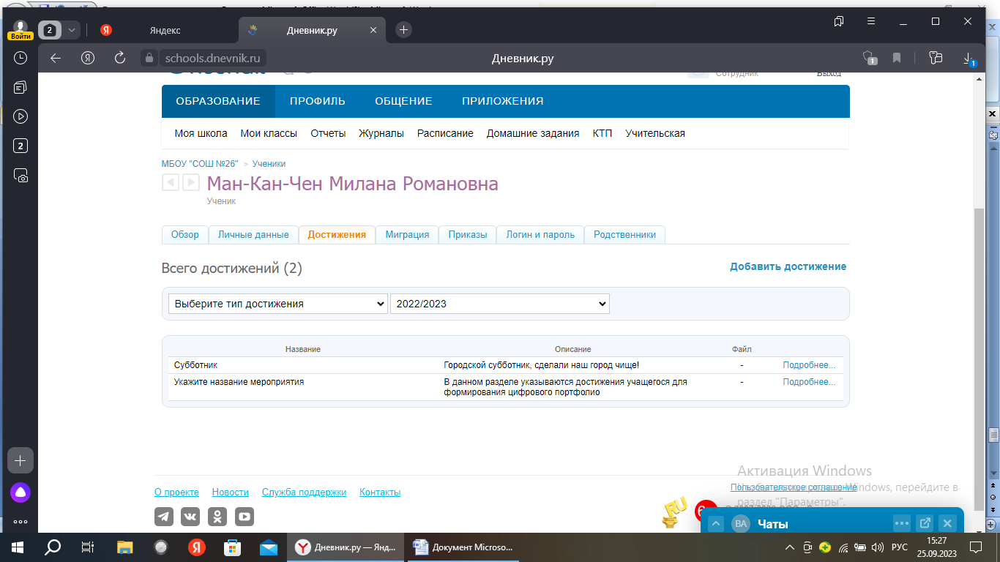 Войти
2
Яндекс
Дневник.ру
schools.dnevnik.ru
Дневник.ру
1
1
2
Сотрудник
Выход
ОБРАЗОВАНИЕ ПРОФИЛЬ ОБЩЕНИЕ ПРИЛОЖЕНИЯ
Моя школа Мои классы Отчеты Журналы Расписание Домашние задания КТП Учительская
МБОУ "СОШ №26" > Ученики
Ман-Кан-Чен Милана Романовна
Ученик
Обзор Личные данные Достижения Миграция Приказы Логин и пароль Родственники
Всего достижений (2)
Добавить достижение
Выберите тип достижения 2022/2023
Название Описание Файл
Субботник Городской субботник, сделали наш город чище! - Подробнее...
Укажите название мероприятия В данном разделе указываются достижения учащегося для - Подробнее...
формирования цифрового портфолио
Активация Windows
Пользовательское соглашение
Windows, перейдите в
раздел "Параметры".
О проекте Новости Служба поддержки Контакты
RU
ВА Чаты
Дневник.ру — Янд...
Документ Microso...
РУС
15:27
25.09.2023